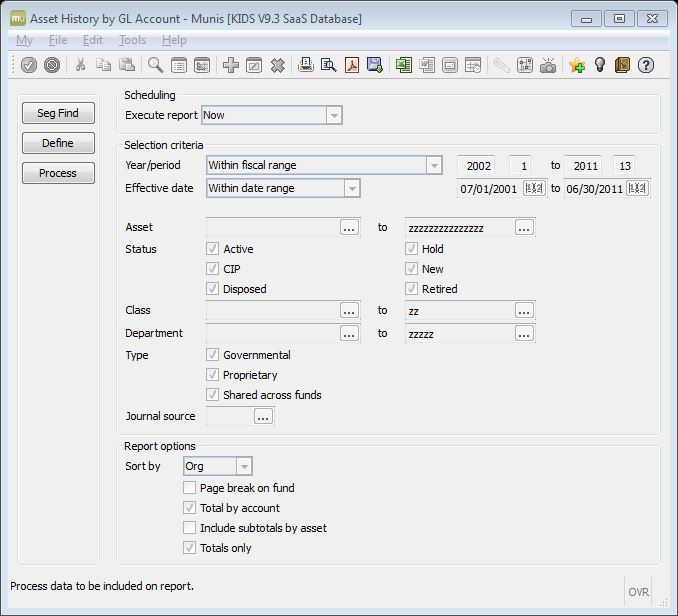 mu Asset History by GL Account - Munis [KIDS V9.3 SaaS Database]
My File Edit Tools Help
Seg Find
Define
Process
Scheduling
Execute report Now
Selection criteria
Year/period Within fiscal range 2002 1 to 2011 13
Effective date Within date range 07/01/2001 to 06/30/2011
Asset ... to zzzzzzzzzzzzzzz ...
Status Active Hold
CIP New
Disposed Retired
Class ... to zz ...
Department ... to zzzzz ...
Type Governmental
Proprietary
Shared across funds
Journal source ...
Report options
Sort by Org
Page break on fund
Total by account
Include subtotals by asset
Totals only
Process data to be included on report.
OVR